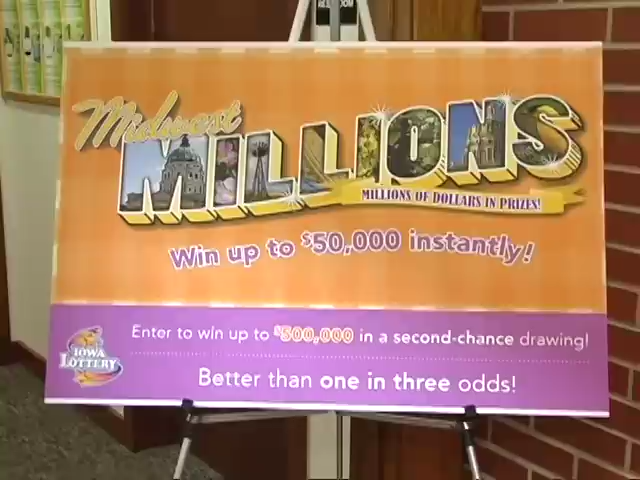 Midwest
MILLIONS
MILLIONS OF DOLLARS IN PRIZES!
Win up to $50,000 instantly!
Enter to win up to $500,000 in a second-chance drawing!
IOWA
LOTTERY
Better than one in three odds!